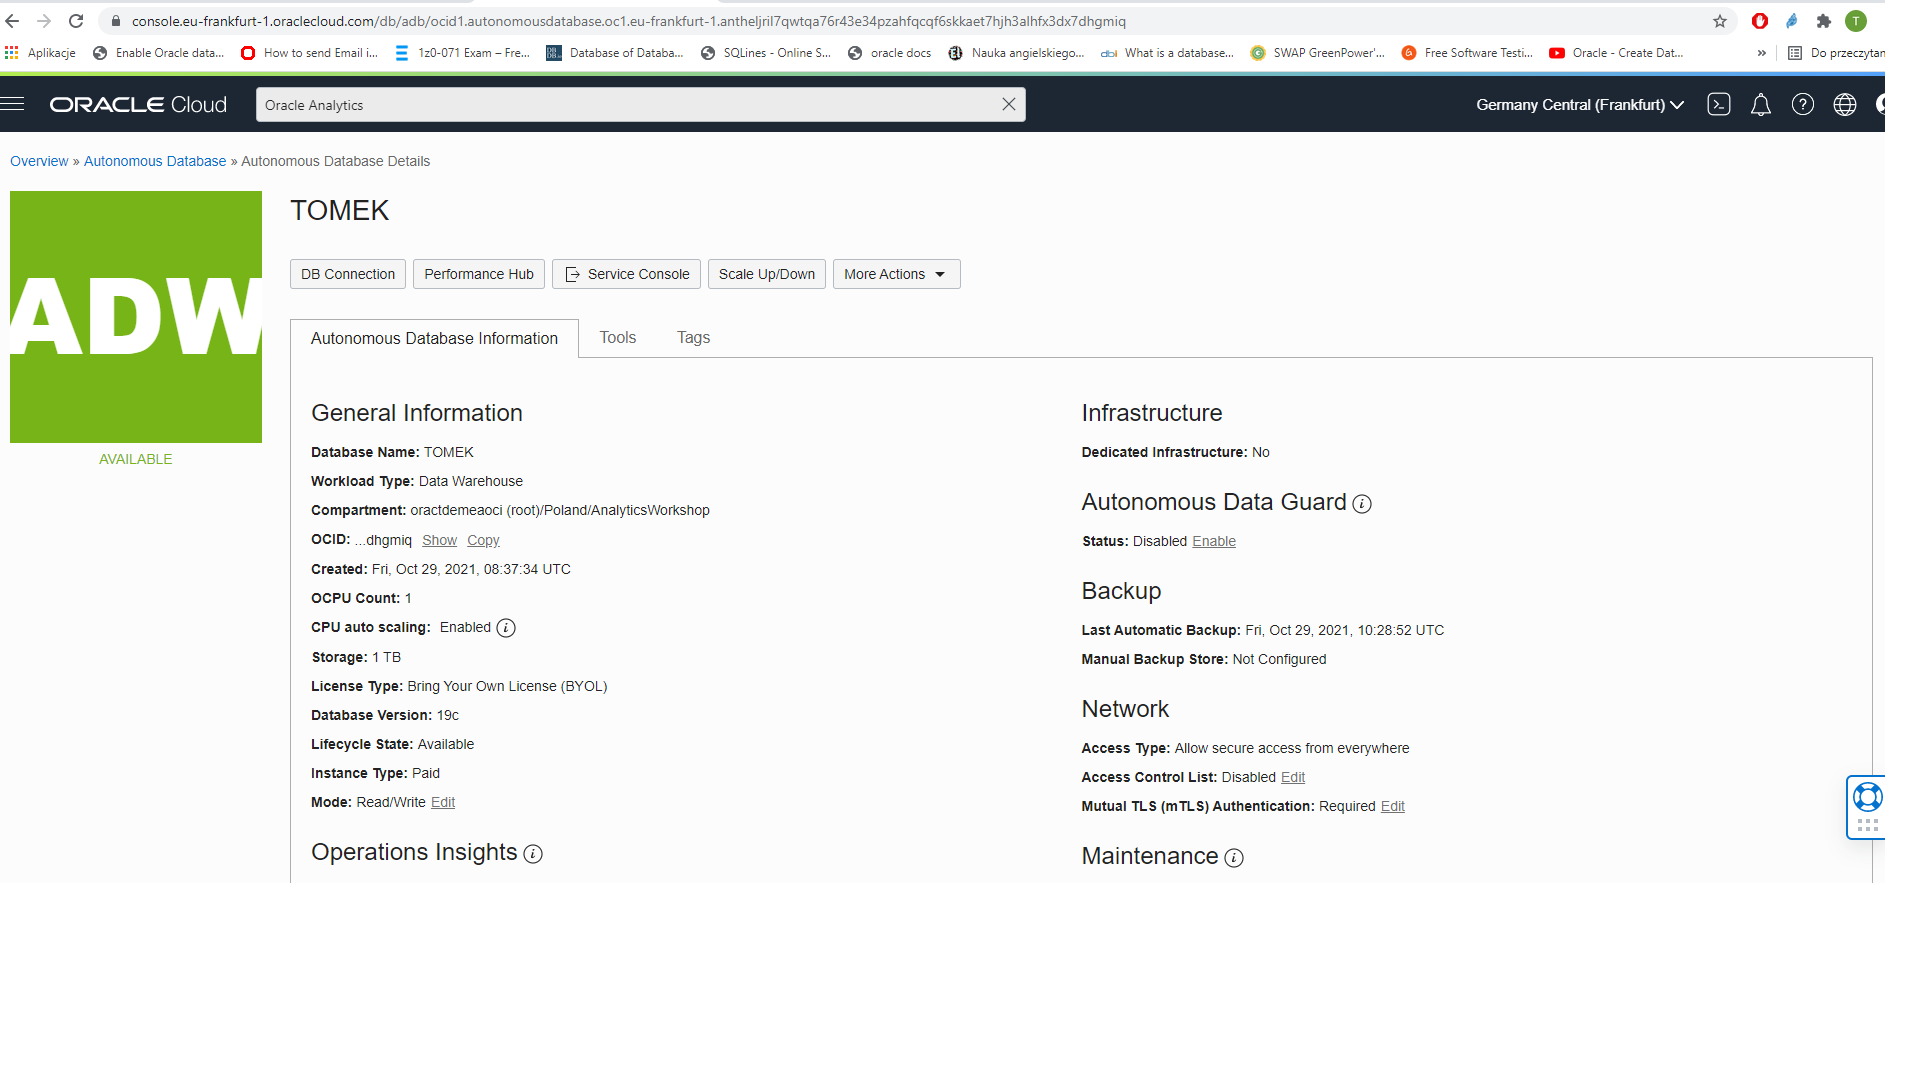 console.eu-frankfurt-1.oraclecloud.com/db/adb/ocid1.autonomousdatabase.oc1.eu-frankfurt-1.antheljril7qwtqa76r43e34pzahfqcqf6skkaet7hjh3alhfx3dx7dhgmiq
T
Aplikacje Enable Oracle data... How to send Email i... 1z0-071 Exam – Fre... Database of Databa... SQLines - Online S... oracle docs Nauka angielskiego... What is a database... SWAP GreenPower'... Free Software Testi... Oracle - Create Dat... » Do przeczytan
ORACLE Cloud Oracle Analytics Germany Central (Frankfurt)
Overview » Autonomous Database » Autonomous Database Details
ADW
AVAILABLE
TOMEK
DB Connection Performance Hub Service Console Scale Up/Down More Actions
Autonomous Database Information Tools Tags
General Information
Database Name: TOMEK
Workload Type: Data Warehouse
Compartment: oractdemeaoci (root)/Poland/AnalyticsWorkshop
OCID: ...dhgmiq Show Copy
Created: Fri, Oct 29, 2021, 08:37:34 UTC
OCPU Count: 1
CPU auto scaling: Enabled
Storage: 1 TB
License Type: Bring Your Own License (BYOL)
Database Version: 19c
Lifecycle State: Available
Instance Type: Paid
Mode: Read/Write Edit
Operations Insights
Infrastructure
Dedicated Infrastructure: No
Autonomous Data Guard
Status: Disabled Enable
Backup
Last Automatic Backup: Fri, Oct 29, 2021, 10:28:52 UTC
Manual Backup Store: Not Configured
Network
Access Type: Allow secure access from everywhere
Access Control List: Disabled Edit
Mutual TLS (mTLS) Authentication: Required Edit
Maintenance